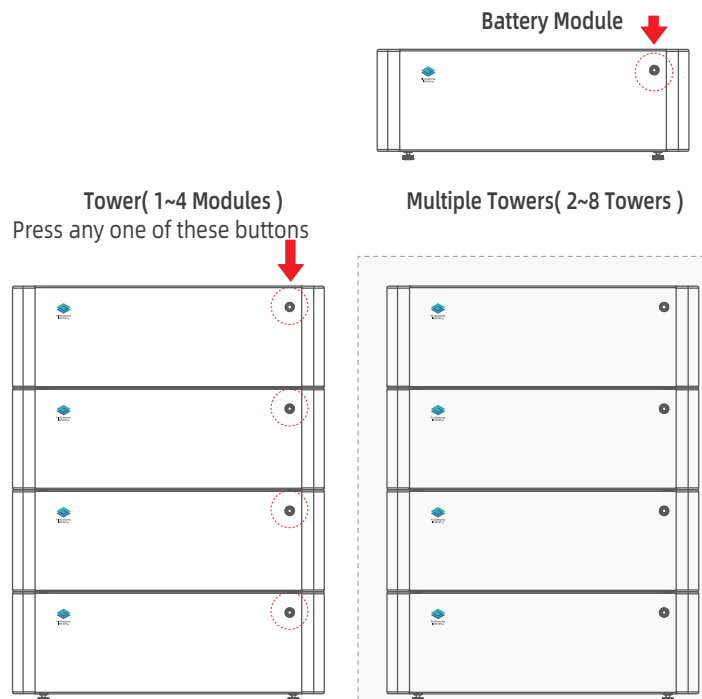 Battery Module
Tower( 1~4 Modules )
Press any one of these buttons
Multiple Towers( 2~8 Towers )